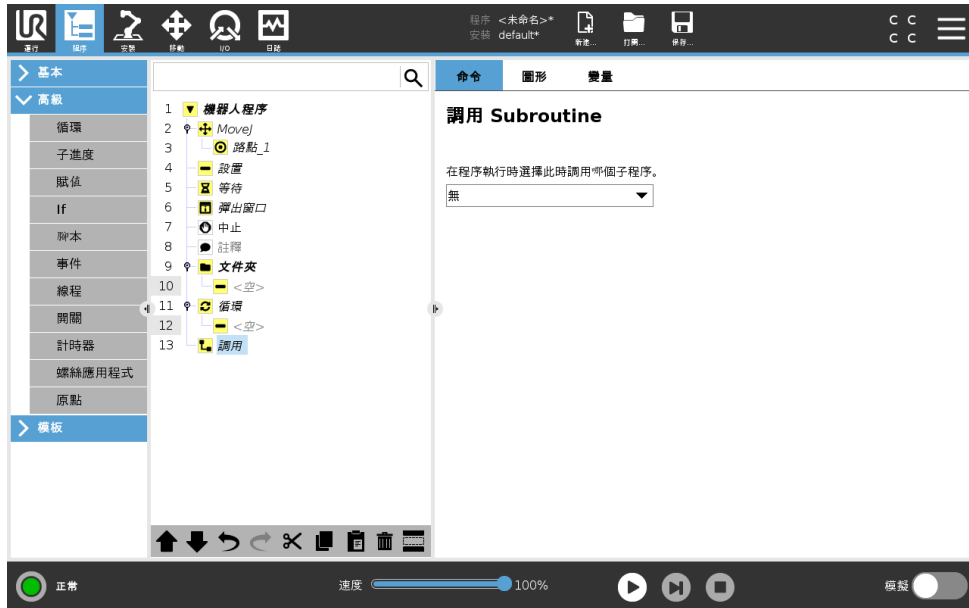 UR
運行
程序
安裝
移動
I/O
日誌
程序 <未命名>*
安裝 default*
新建...
打開...
保存...
C C
C C
基本
高級
循環
子進度
賦值
If
腳本
事件
線程
開關
計時器
螺絲應用程式
原點
模板
1 機器人程序
2 MoveJ
3 路點_1
4 設置
5 等待
6 彈出窗口
7 中止
8 註釋
9 文件夾
10 <空>
11 循環
12 <空>
13 調用
命令 圖形 變量
調用 Subroutine
在程序執行時選擇此時調用哪個子程序。
無
正常
速度 100%
模擬